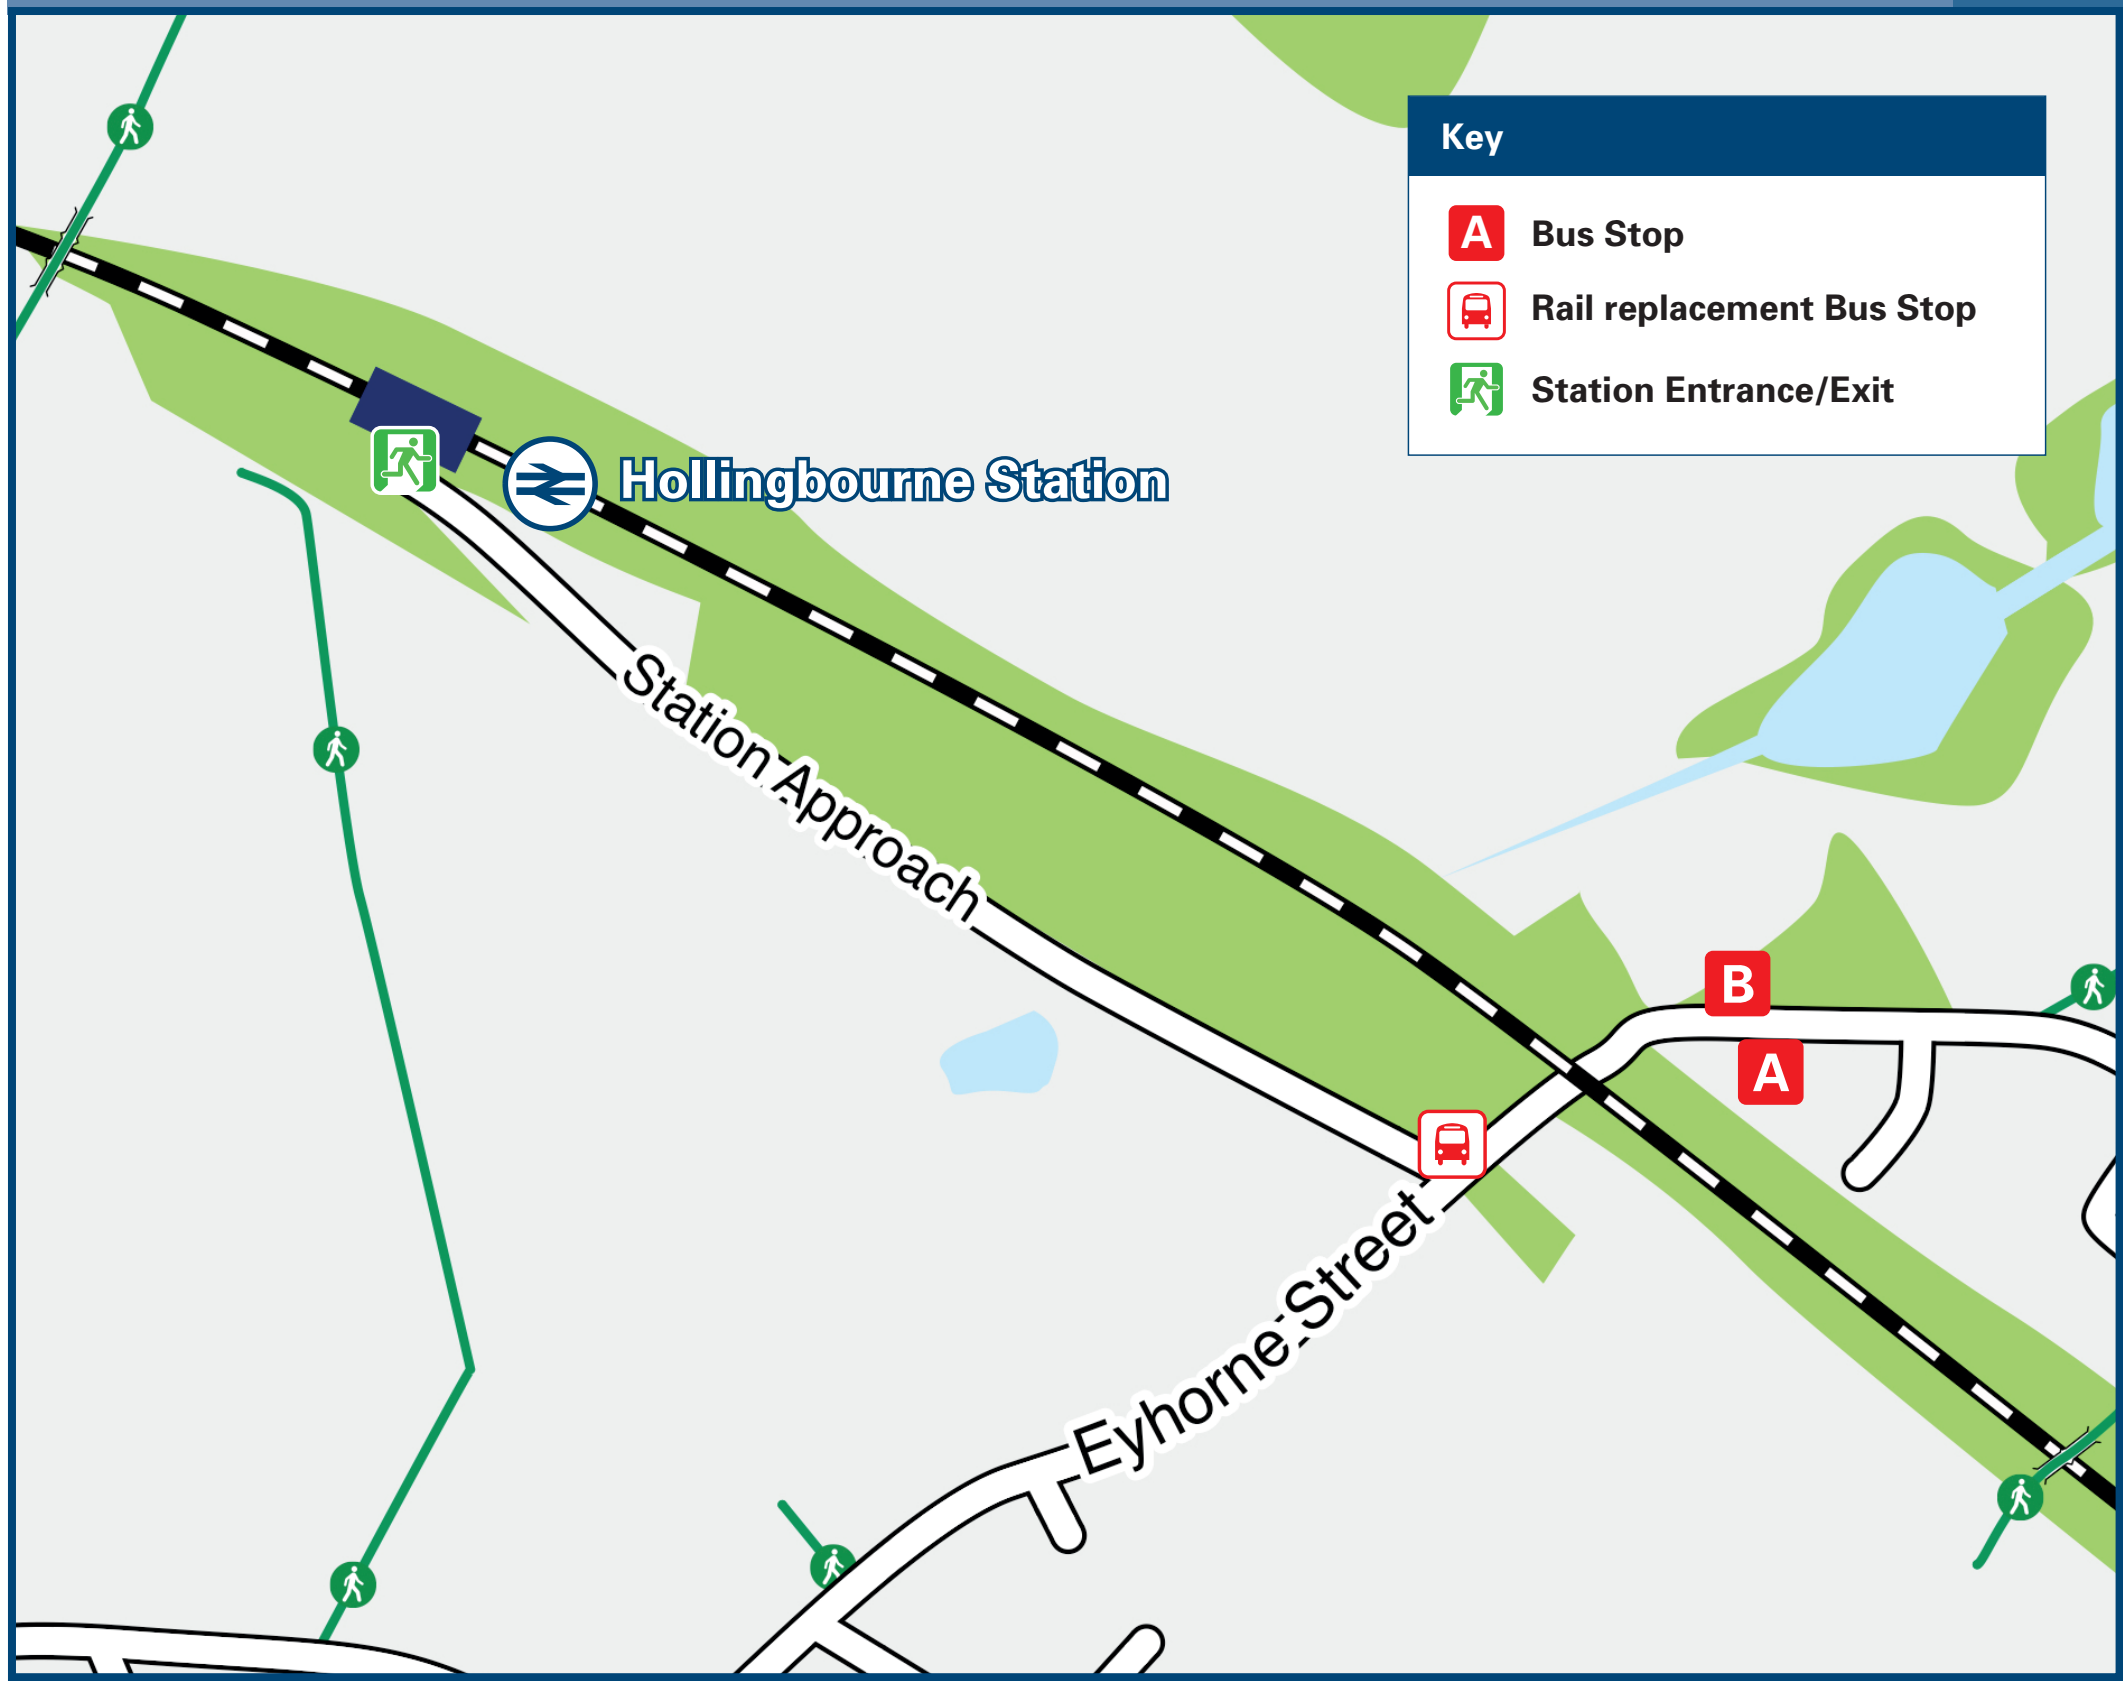 Key
A Bus Stop
Rail replacement Bus Stop
Station Entrance/Exit
Hollingbourne Station
Station Approach
B
A
Eyhorne Street